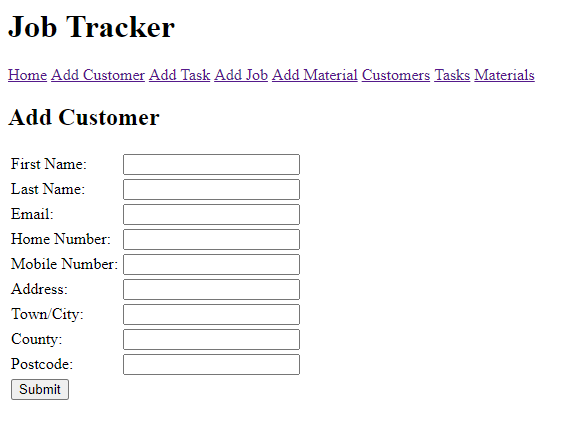 Job Tracker
Home Add Customer Add Task Add Job Add Material Customers Tasks Materials
Add Customer
First Name:
Last Name:
Email:
Home Number:
Mobile Number:
Address:
Town/City:
County:
Postcode:
Submit